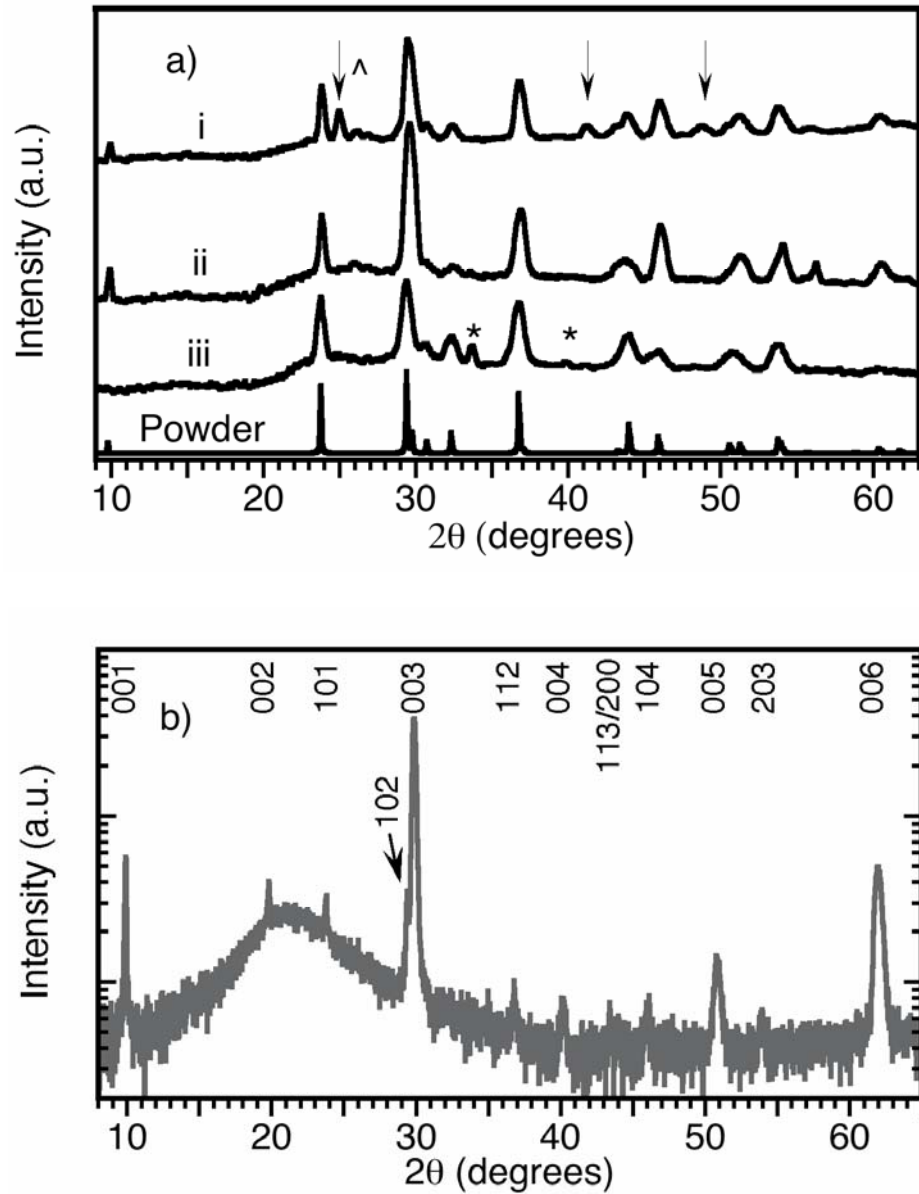 a)
^
i
ii
iii
*
*
Powder
Intensity (a.u.)
10 20 30 40 50 60
2θ (degrees)
001 002 101 003 112 004 113/200 104 005 203 006
b)
102
Intensity (a.u.)
10 20 30 40 50 60
2θ (degrees)